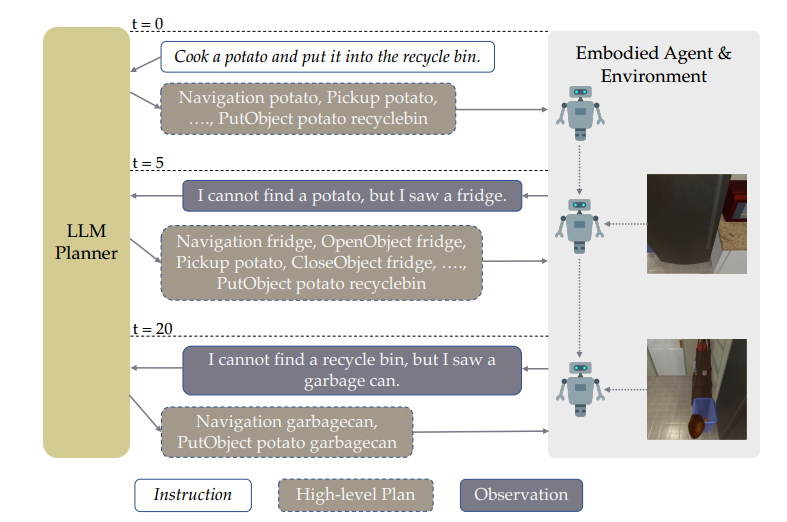 t = 0
Cook a potato and put it into the recycle bin.
Embodied Agent &
Environment
Navigation potato, Pickup potato,
...., PutObject potato recyclebin
t = 5
I cannot find a potato, but I saw a fridge.
LLM
Planner
Navigation fridge, OpenObject fridge,
Pickup potato, CloseObject fridge, ....,
PutObject potato recyclebin
t = 20
I cannot find a recycle bin, but I saw a
garbage can.
Navigation garbagecan,
PutObject potato garbagecan
Instruction
High-level Plan
Observation